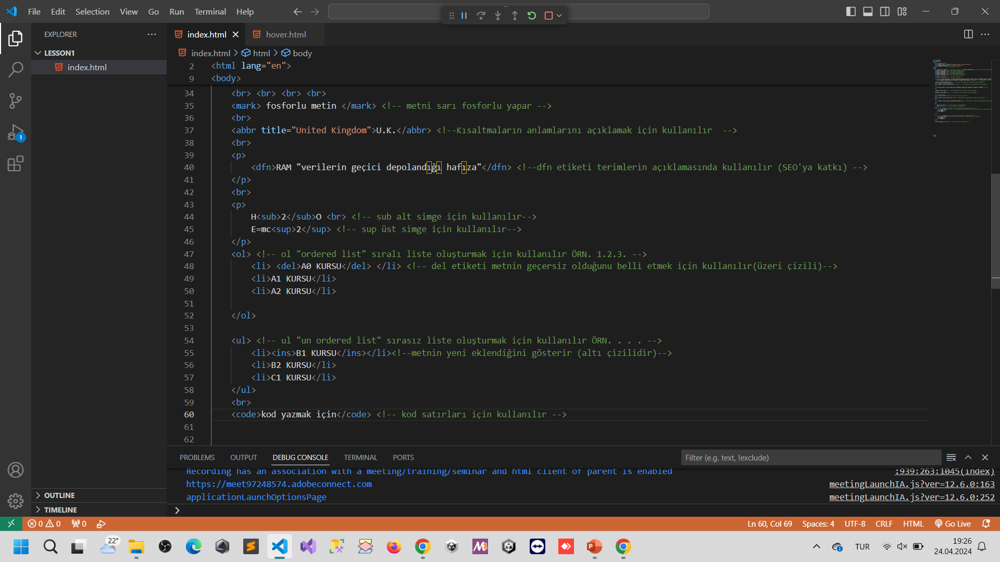 File Edit Selection View Go Run Terminal Help
EXPLORER
LESSON1
index.html
index.html hover.html
index.html > html > body
2 <html lang="en">
9 <body>
34 <br> <br> <br> <br>
35 <mark> fosforlu metin </mark> <!-- metni sarı fosforlu yapar -->
36 <br>
37 <abbr title="United Kingdom">U.K.</abbr> <!--Kısaltmaların anlamlarını açıklamak için kullanılır -->
38 <br>
39 <p>
40 <dfn>RAM "verilerin geçici depolandığı hafıza"</dfn> <!--dfn etiketi terimlerin açıklamasında kullanılır (SEO'ya katkı) -->
41 </p>
42 <br>
43 <p>
44 H<sub>2</sub>O <br> <!-- sub alt simge için kullanılır-->
45 E=mc<sup>2</sup> <!-- sup üst simge için kullanılır-->
46 </p>
47 <ol> <!-- ol "ordered list" sıralı liste oluşturmak için kullanılır ÖRN. 1.2.3. -->
48 <li> <del>A0 KURSU</del> </li> <!-- del etiketi metnin geçersiz olduğunu belli etmek için kullanılır(üzeri çizili)-->
49 <li>A1 KURSU</li>
50 <li>A2 KURSU</li>
51
52 </ol>
53
54 <ul> <!-- ul "un ordered list" sırasız liste oluşturmak için kullanılır ÖRN. . . . -->
55 <li><ins>B1 KURSU</ins></li><!--metnin yeni eklendiğini gösterir (altı çizilidir)-->
56 <li>B2 KURSU</li>
57 <li>C1 KURSU</li>
58 </ul>
59 <br>
60 <code>kod yazmak için</code> <!-- kod satırları için kullanılır -->
61
62
PROBLEMS OUTPUT DEBUG CONSOLE TERMINAL PORTS Filter (e.g. text, !exclude)
Recording has an association with a meeting/training/seminar and html client of parent is enabled :939:263:1045(index)
https://meet97248574.adobeconnect.com meetingLaunchIA.js?ver=12.6.0:163
applicationLaunchOptionsPage meetingLaunchIA.js?ver=12.6.0:252
OUTLINE
TIMELINE
1
0 0 0 Ln 60, Col 69 Spaces: 4 UTF-8 CRLF HTML Go Live
22° TUR 19:26
24.04.2024